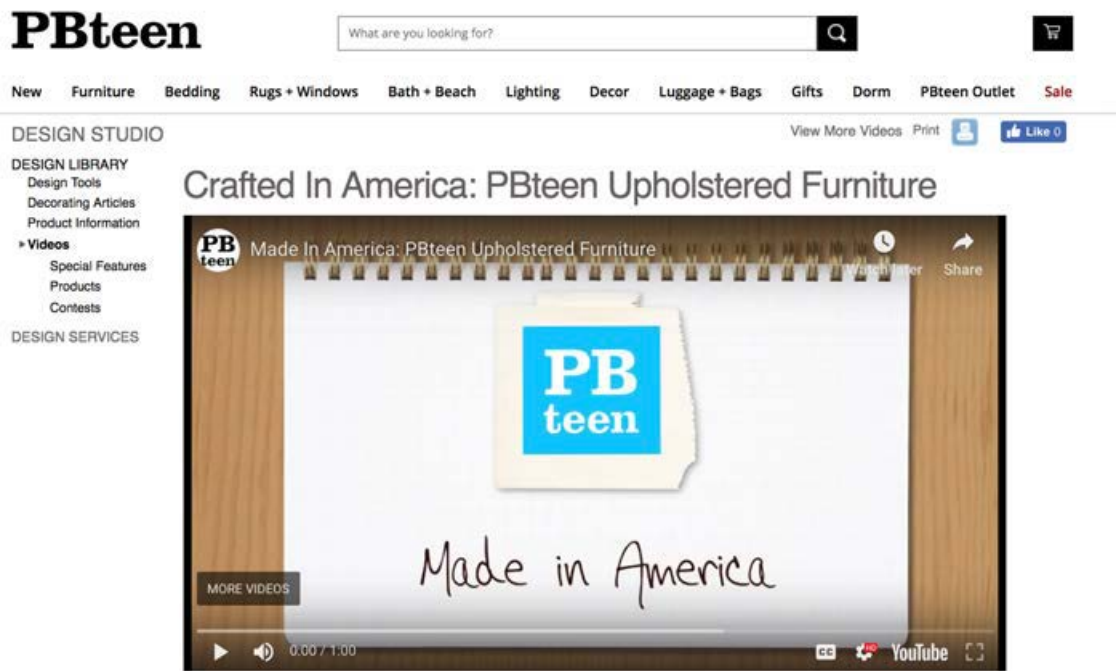 PBteen
What are you looking for?
New Furniture Bedding Rugs + Windows Bath + Beach Lighting Decor Luggage + Bags Gifts Dorm PBteen Outlet Sale
DESIGN STUDIO
View More Videos Print Like 0
DESIGN LIBRARY
Design Tools
Decorating Articles
Product Information
Videos
Special Features
Products
Contests
DESIGN SERVICES
Crafted In America: PBteen Upholstered Furniture
PB
teen
Made In America: PBteen Upholstered Furniture
Watch later Share
PB
teen
Made in America
MORE VIDEOS
0:00 / 1:00 CC HD YouTube